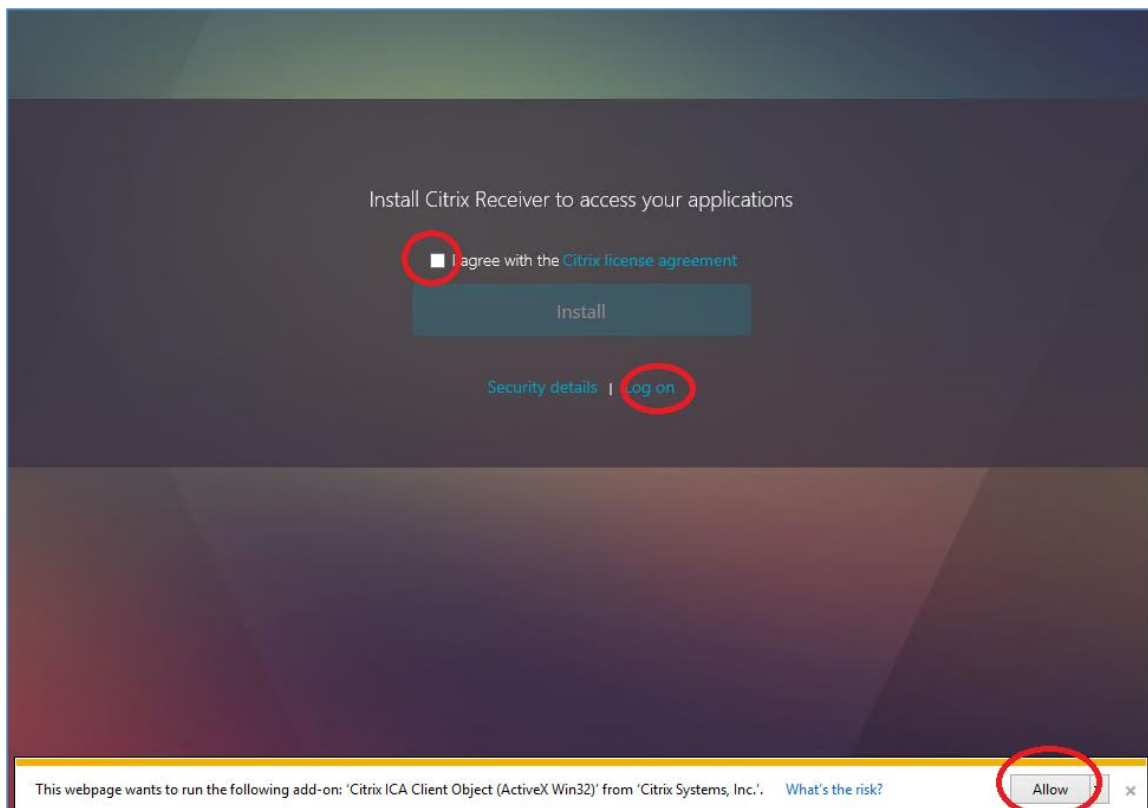 Install Citrix Receiver to access your applications
I agree with the Citrix license agreement
Install
Security details | Log on
This webpage wants to run the following add-on: 'Citrix ICA Client Object (ActiveX Win32)' from 'Citrix Systems, Inc.'. What's the risk? Allow